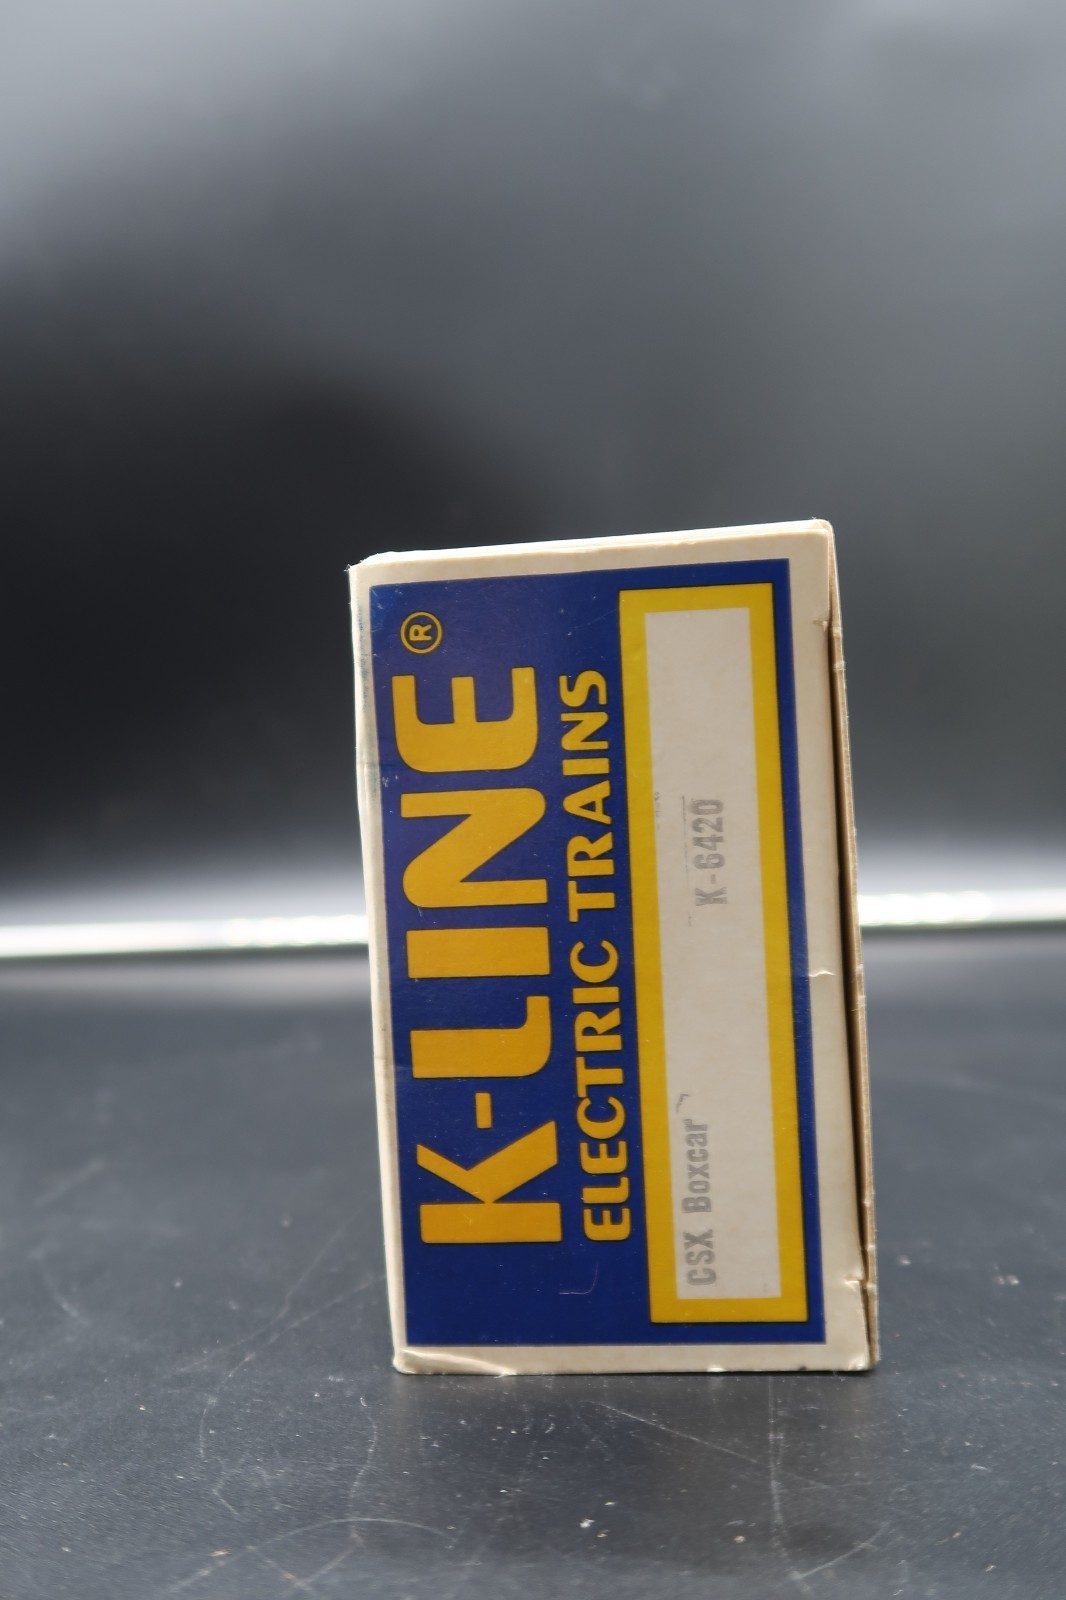 K-LINE®
ELECTRIC TRAINS
CSX Boxcar K-6420